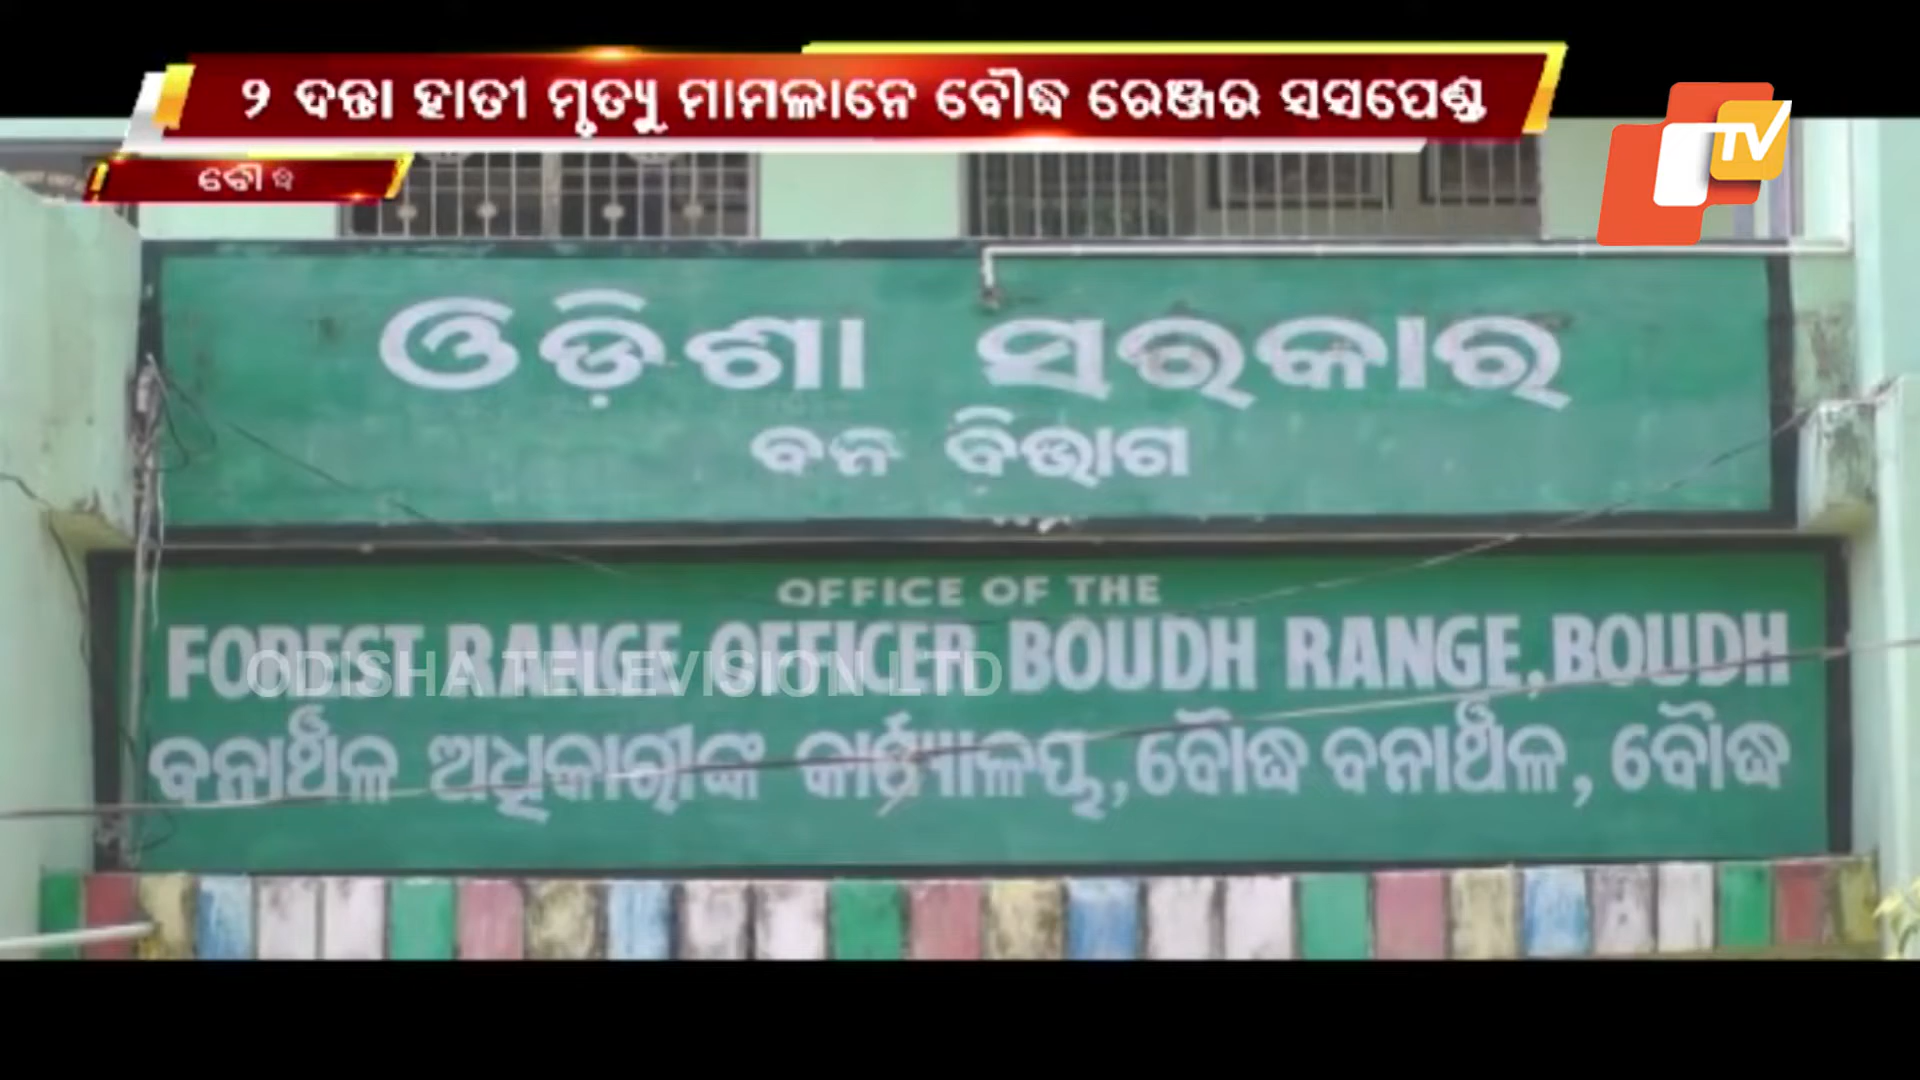 ୨ ଦନ୍ତା ହାତୀ ମୃତ୍ୟୁ ମାମଲାନେ ବୌଦ୍ଧ ରେଞ୍ଜର ସସପେଣ୍ଡ
TV
ବୌଦ୍ଧ
ଓଡ଼ିଶା ସରକାର
ବନ ବିଭାଗ
OFFICE OF THE
FOREST RANGE OFFICER BOUDH RANGE, BOUDH
ODISHA TELEVISION LTD
ବନାଞ୍ଚଳ ଅଧିକାରୀଙ୍କ କାର୍ଯ୍ୟାଳୟ, ବୌଦ୍ଧ ବନାଞ୍ଚଳ, ବୌଦ୍ଧ